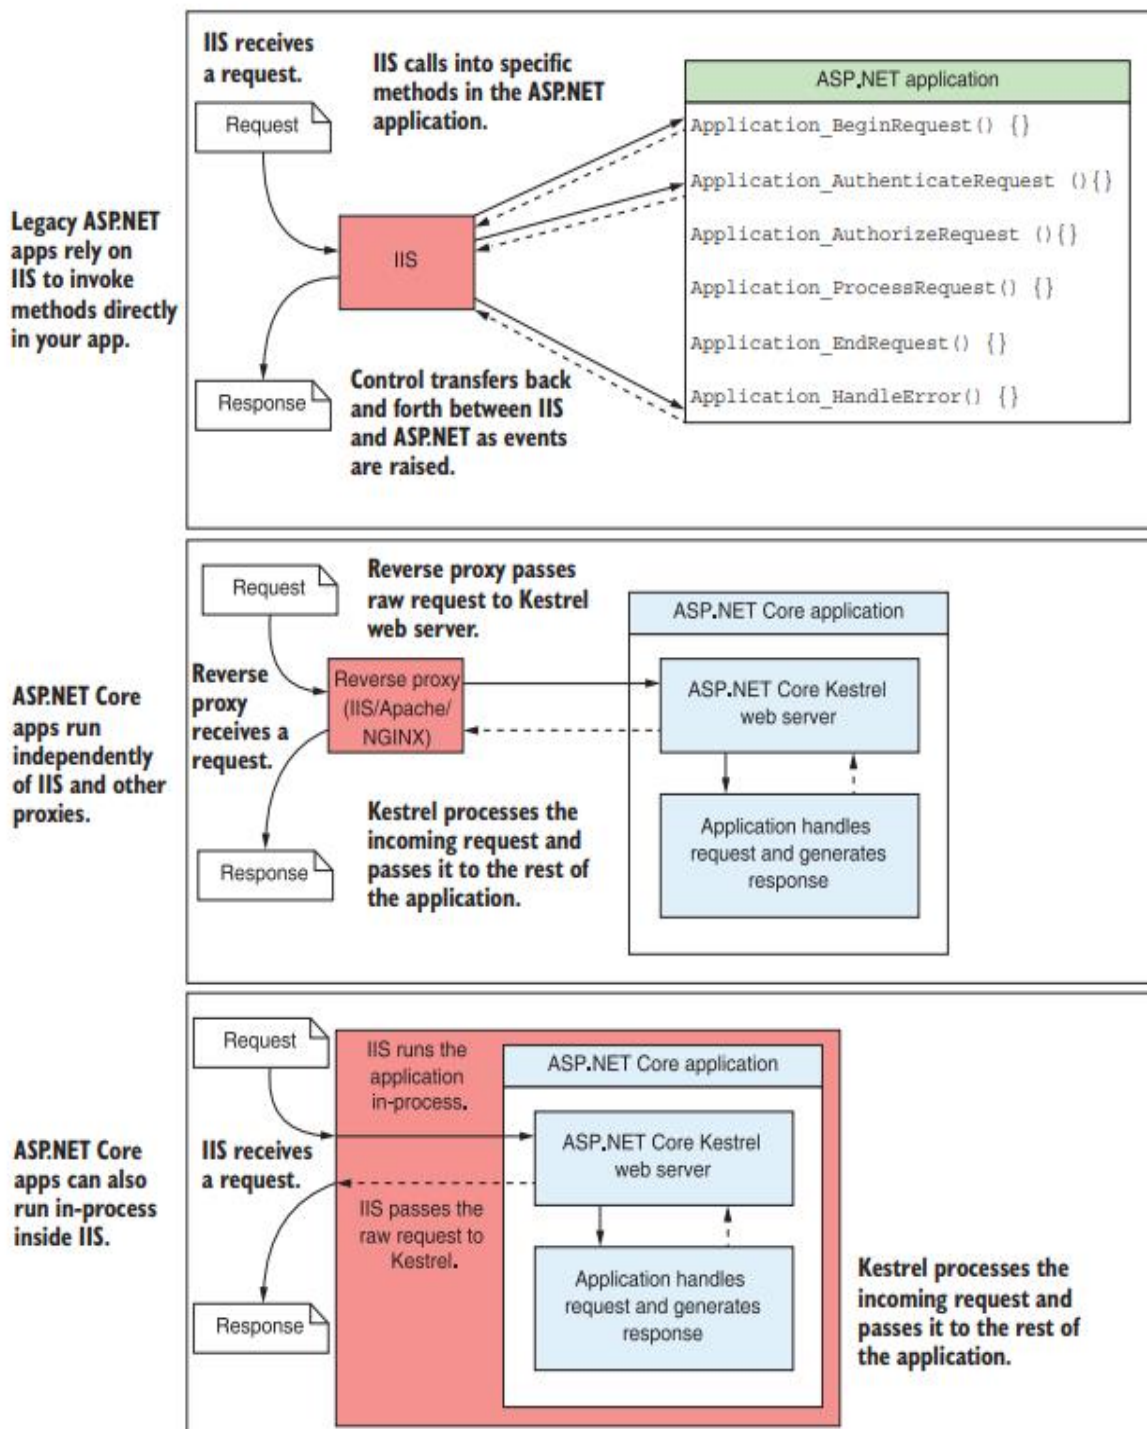 IIS receives
a request.
IIS calls into specific
methods in the ASP.NET
application.
ASP.NET application
Request
Application_BeginRequest() {}
Application_AuthenticateRequest (){}
Application_AuthorizeRequest (){}
Application_ProcessRequest() {}
Application_EndRequest() {}
Application_HandleError() {}
Legacy ASP.NET
apps rely on
IIS to invoke
methods directly
in your app.
IIS
Response
Control transfers back
and forth between IIS
and ASP.NET as events
are raised.
Request
Reverse proxy passes
raw request to Kestrel
web server.
ASP.NET Core application
ASP.NET Core
apps run
independently
of IIS and other
proxies.
Reverse
proxy
receives a
request.
Reverse proxy
(IIS/Apache/
NGINX)
ASP.NET Core Kestrel
web server
Kestrel processes the
incoming request and
passes it to the rest of
the application.
Application handles
request and generates
response
Response
Request
IIS runs the
application
in-process.
ASP.NET Core application
ASP.NET Core
apps can also
run in-process
inside IIS.
IIS receives
a request.
ASP.NET Core Kestrel
web server
IIS passes the
raw request to
Kestrel.
Application handles
request and generates
response
Response
Kestrel processes the
incoming request and
passes it to the rest of
the application.